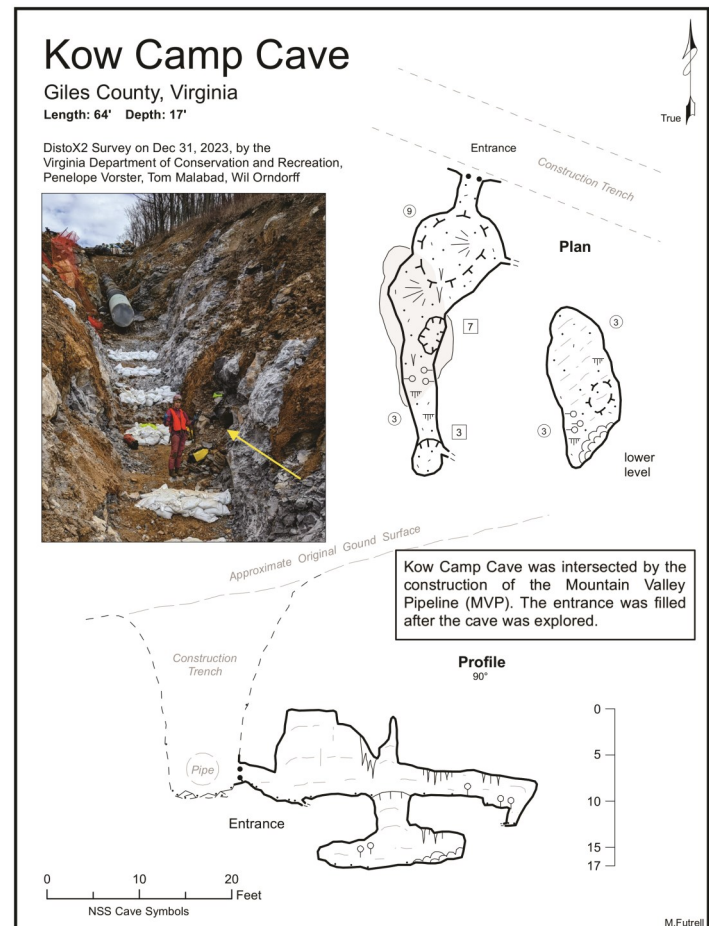 Kow Camp Cave
Giles County, Virginia
Length: 64' Depth: 17'
DistoX2 Survey on Dec 31, 2023, by the
Virginia Department of Conservation and Recreation,
Penelope Vorster, Tom Malabad, Wil Orndorff
True
Entrance
Construction Trench
9
Plan
7
3
3
3
3
lower
level
Approximate Original Gound Surface
Kow Camp Cave was intersected by the
construction of the Mountain Valley
Pipeline (MVP). The entrance was filled
after the cave was explored.
Construction
Trench
Profile
90°
0
5
10
15
17
Pipe
Entrance
0 10 20
Feet
NSS Cave Symbols
M.Futrell